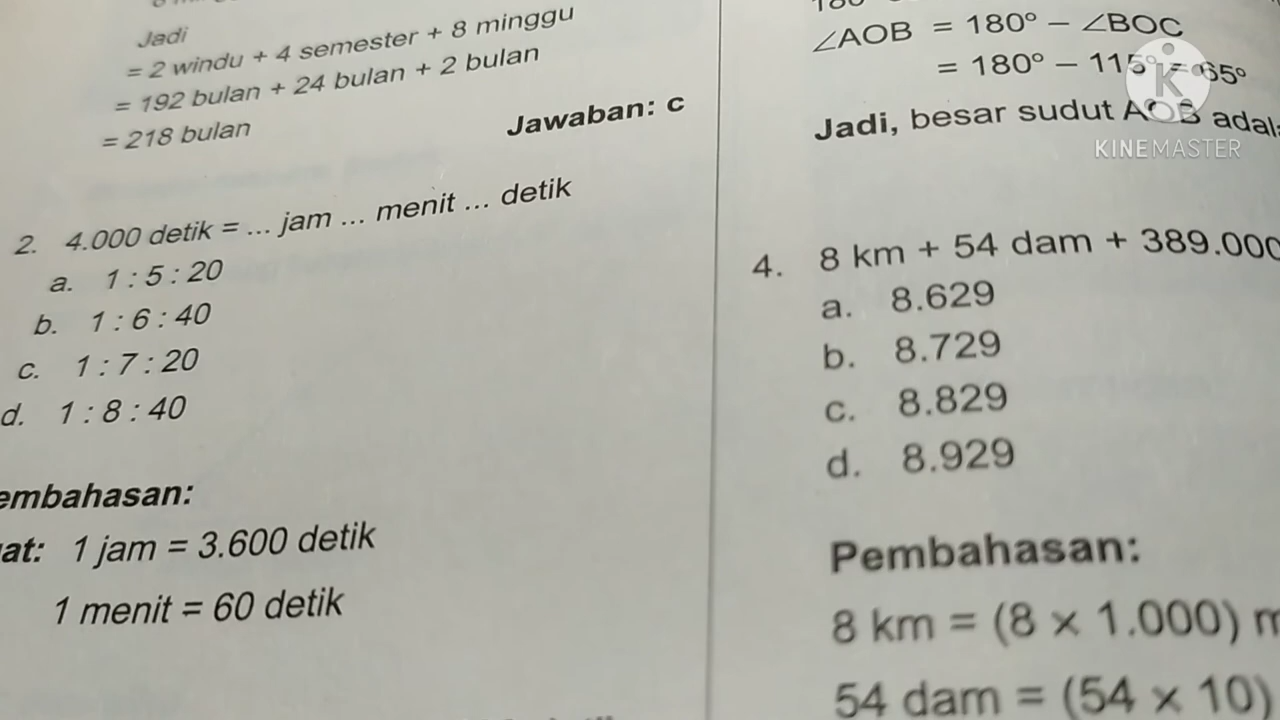 Jadi
= 2 windu + 4 semester + 8 minggu
= 192 bulan + 24 bulan + 2 bulan
= 218 bulan
Jawaban: c
2. 4.000 detik = ... jam ... menit ... detik
a. 1 : 5 : 20
b. 1 : 6 : 40
c. 1 : 7 : 20
d. 1 : 8 : 40
embahasan:
at: 1 jam = 3.600 detik
1 menit = 60 detik
∠AOB = 180° – ∠BOC
= 180° – 115° = 65°
Jadi, besar sudut AOB adal
4. 8 km + 54 dam + 389.000
a. 8.629
b. 8.729
c. 8.829
d. 8.929
Pembahasan:
8 km = (8 × 1.000) m
54 dam = (54 × 10)
K
KINEMASTER